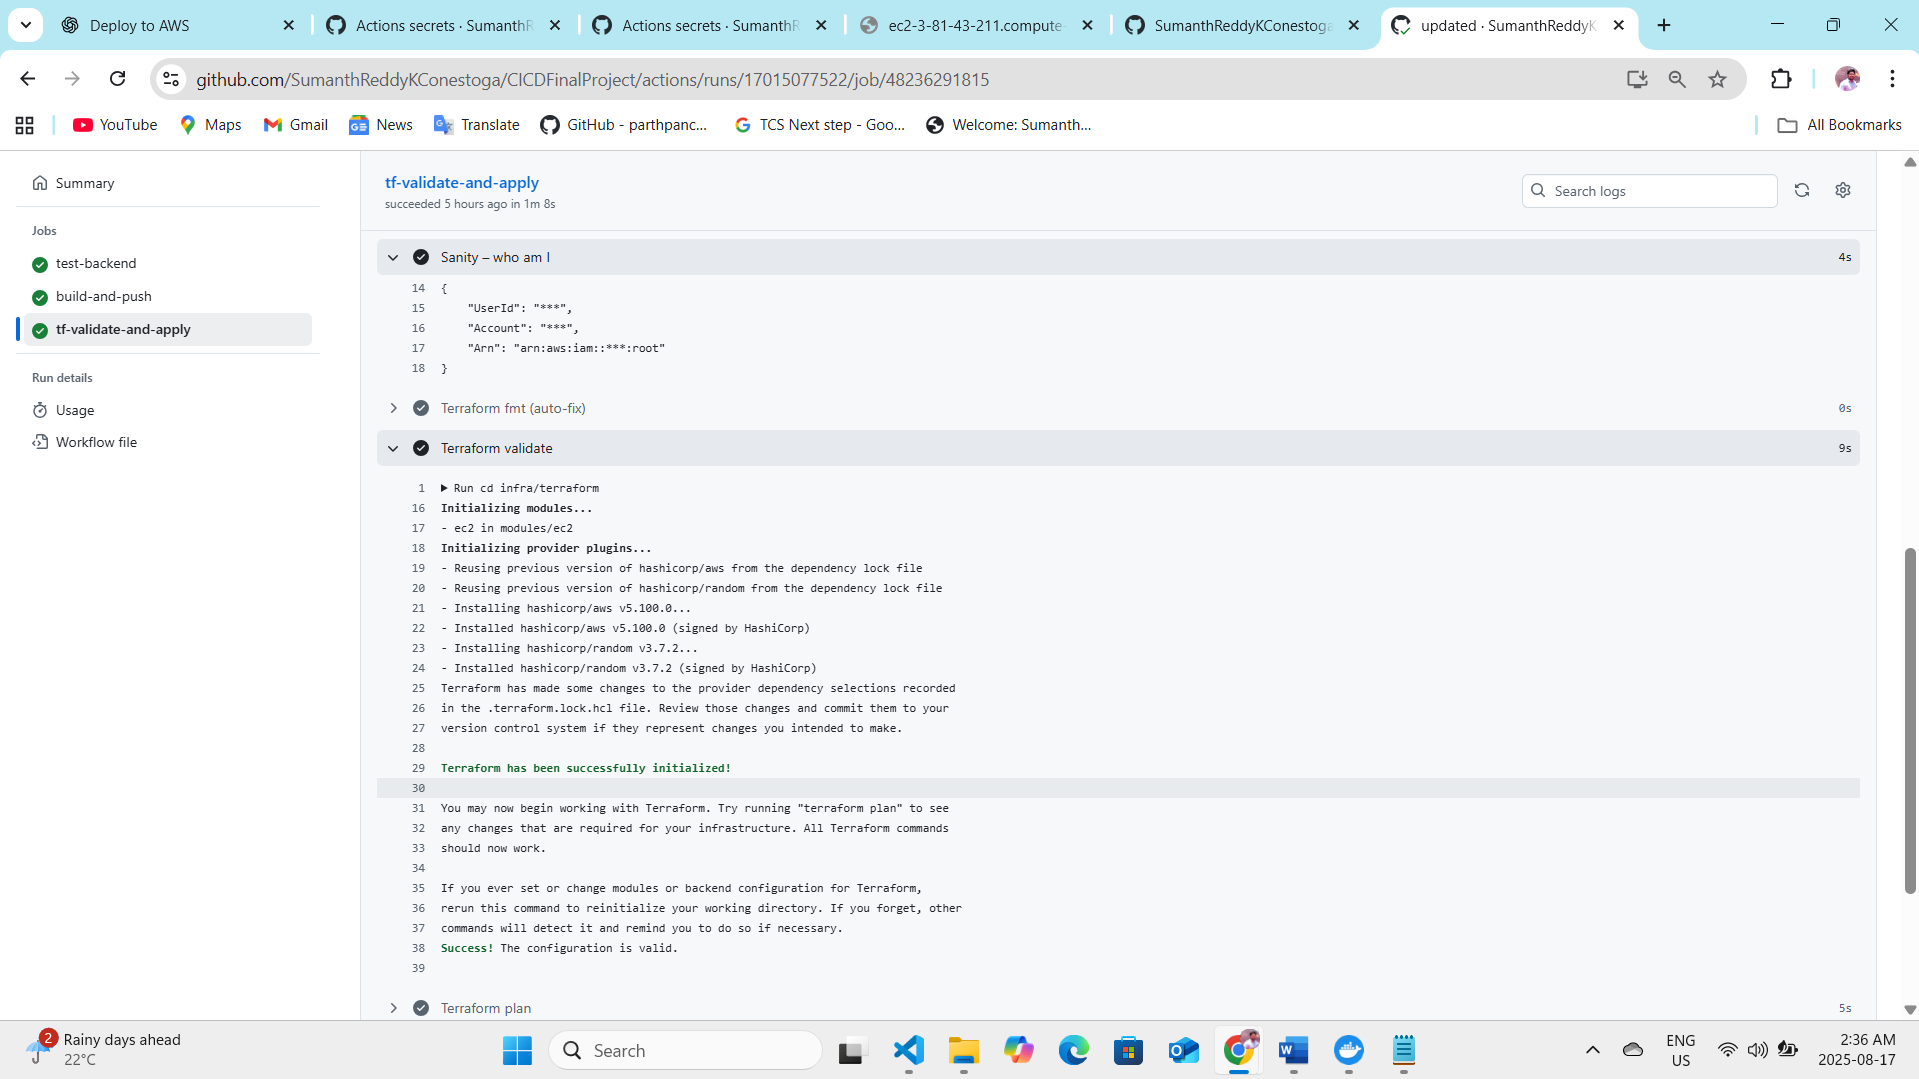 Deploy to AWS
Actions secrets · SumanthR
Actions secrets · SumanthR
ec2-3-81-43-211.compute-
SumanthReddyKConestoga
updated · SumanthReddyK
github.com/SumanthReddyKConestoga/CICDFinalProject/actions/runs/17015077522/job/48236291815
YouTube
Maps
Gmail
News
Translate
GitHub - parthpanc...
TCS Next step - Goo...
Welcome: Sumanth...
All Bookmarks
Summary
Jobs
test-backend
build-and-push
tf-validate-and-apply
Run details
Usage
Workflow file
tf-validate-and-apply
succeeded 5 hours ago in 1m 8s
Search logs
Sanity – who am I 4s
14 {
15 "UserId": "***",
16 "Account": "***",
17 "Arn": "arn:aws:iam::***:root"
18 }
Terraform fmt (auto-fix) 0s
Terraform validate 9s
1 Run cd infra/terraform
16 Initializing modules...
17 - ec2 in modules/ec2
18 Initializing provider plugins...
19 - Reusing previous version of hashicorp/aws from the dependency lock file
20 - Reusing previous version of hashicorp/random from the dependency lock file
21 - Installing hashicorp/aws v5.100.0...
22 - Installed hashicorp/aws v5.100.0 (signed by HashiCorp)
23 - Installing hashicorp/random v3.7.2...
24 - Installed hashicorp/random v3.7.2 (signed by HashiCorp)
25 Terraform has made some changes to the provider dependency selections recorded
26 in the .terraform.lock.hcl file. Review those changes and commit them to your
27 version control system if they represent changes you intended to make.
28
29 Terraform has been successfully initialized!
30
31 You may now begin working with Terraform. Try running "terraform plan" to see
32 any changes that are required for your infrastructure. All Terraform commands
33 should now work.
34
35 If you ever set or change modules or backend configuration for Terraform,
36 rerun this command to reinitialize your working directory. If you forget, other
37 commands will detect it and remind you to do so if necessary.
38 Success! The configuration is valid.
39
Terraform plan 5s
2
Rainy days ahead
22°C
Search
ENG
US
2:36 AM
2025-08-17